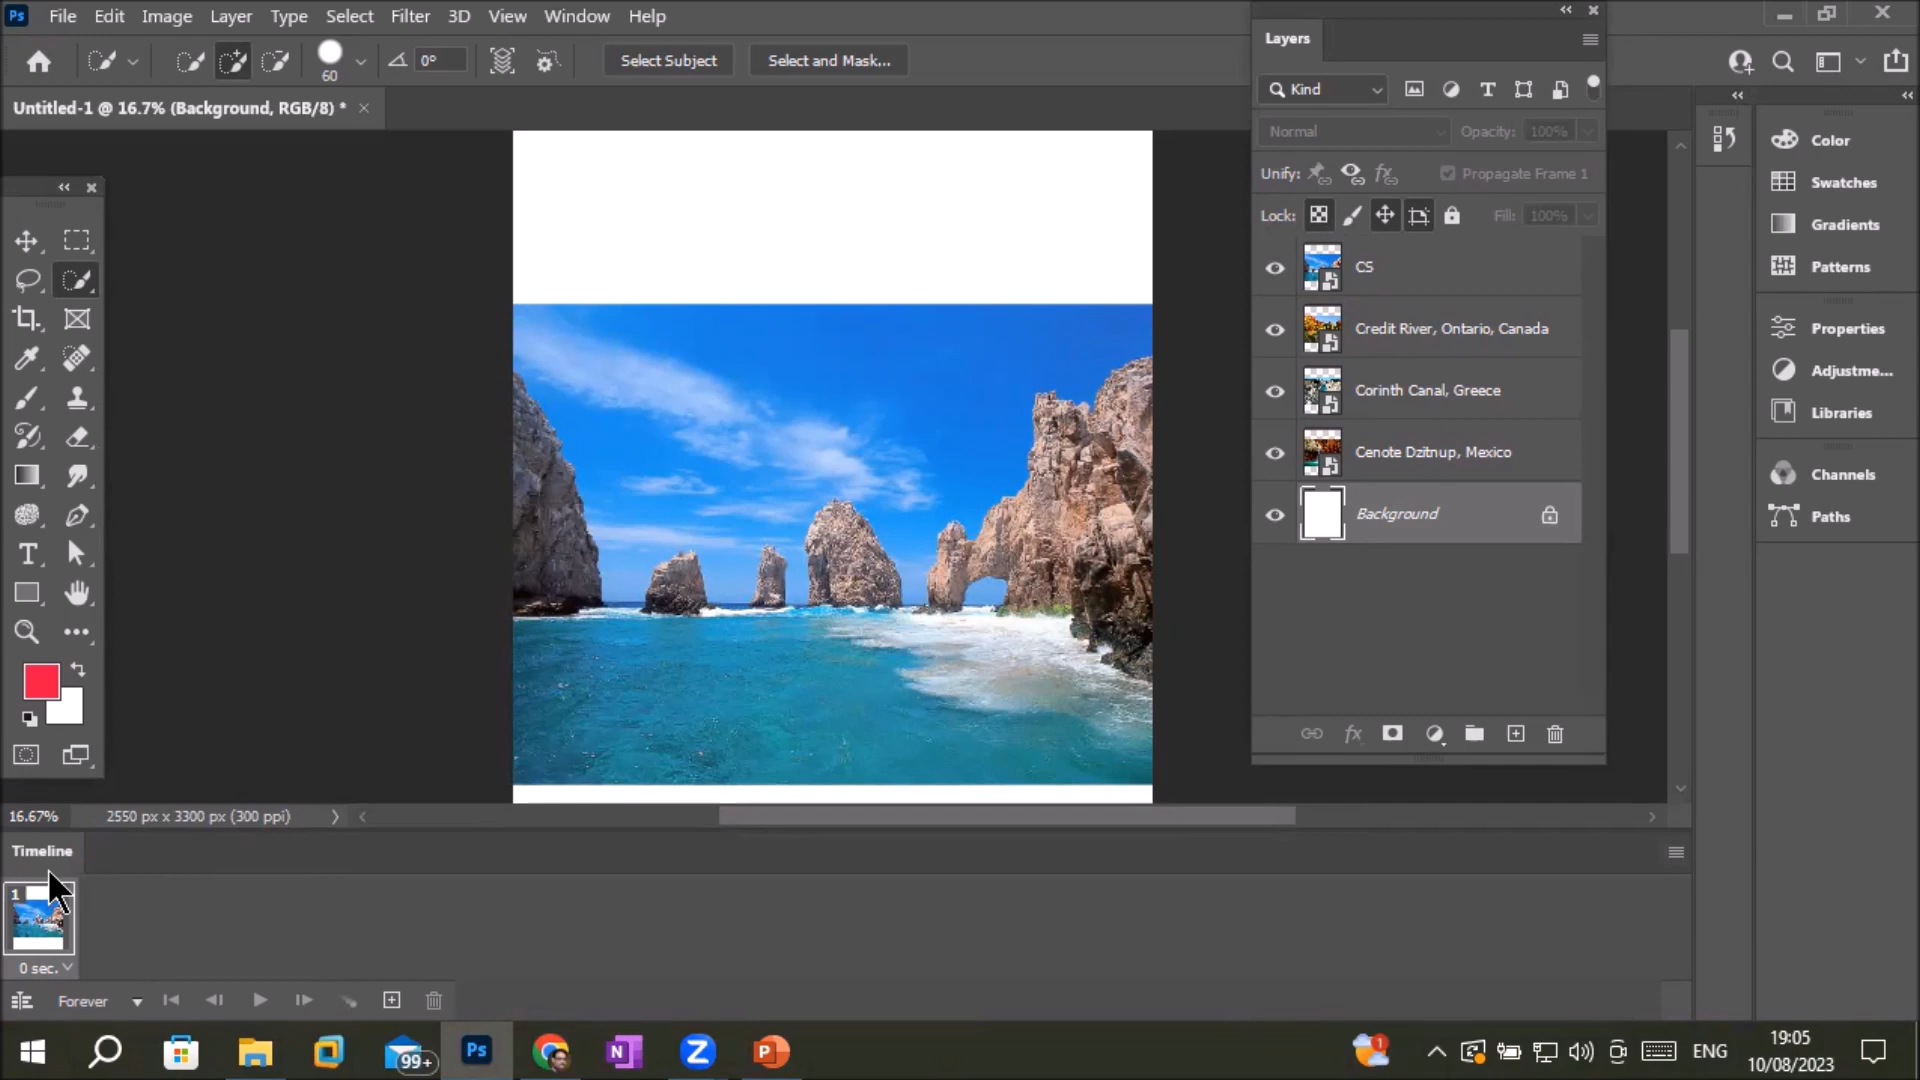 Ps File Edit Image Layer Type Select Filter 3D View Window Help
60 0° Select Subject Select and Mask...
Untitled-1 @ 16.7% (Background, RGB/8) *
Layers
Kind
Normal Opacity: 100%
Unify: Propagate Frame 1
Lock: Fill: 100%
CS
Credit River, Ontario, Canada
Corinth Canal, Greece
Cenote Dzitnup, Mexico
Background
Color
Swatches
Gradients
Patterns
Properties
Adjustme...
Libraries
Channels
Paths
16.67% 2550 px x 3300 px (300 ppi)
Timeline
1
0 sec.
Forever
99+ Ps N Z P 1 ENG
19:05
10/08/2023